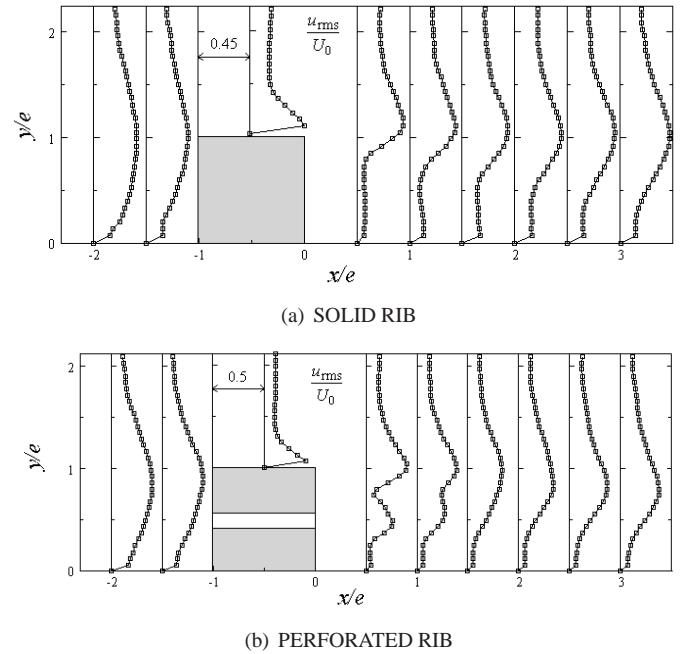 2
u_rms/U_0
0.45
y/e
1
0
-2 -1 0 1 2 3
x/e
(a) SOLID RIB
2
u_rms/U_0
0.5
y/e
1
0
-2 -1 0 1 2 3
x/e
(b) PERFORATED RIB